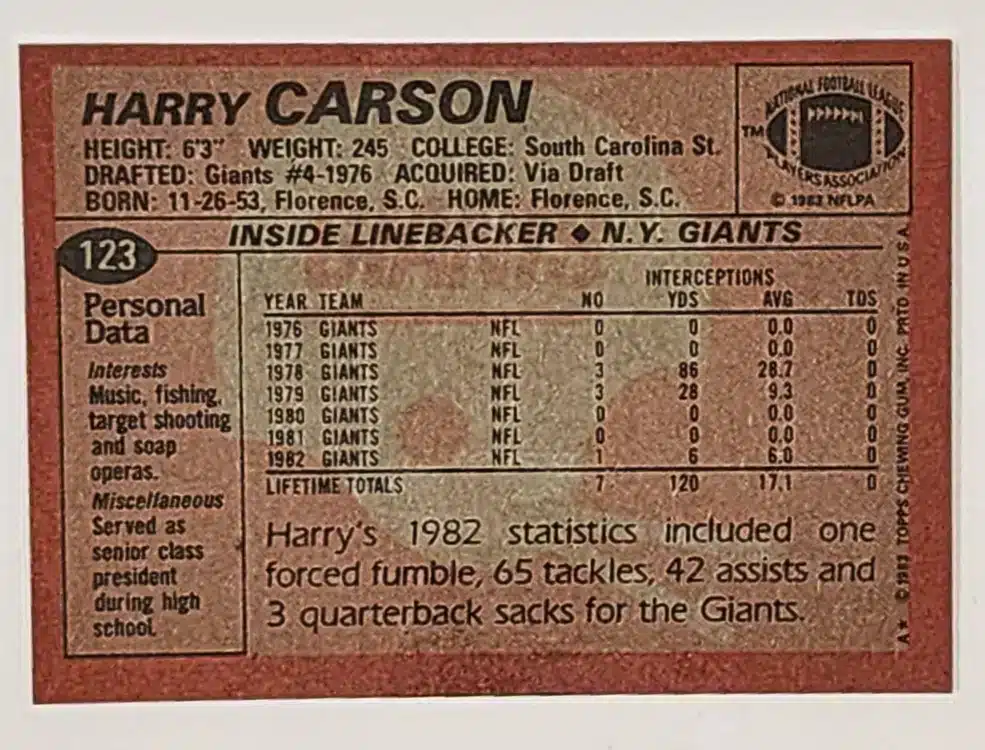 HARRY CARSON
HEIGHT: 6'3" WEIGHT: 245 COLLEGE: South Carolina St.
DRAFTED: Giants #4-1976 ACQUIRED: Via Draft
BORN: 11-26-53, Florence, S.C. HOME: Florence, S.C.
NATIONAL FOOTBALL LEAGUE
TM
PLAYERS ASSOCIATION
© 1983 NFLPA
123
INSIDE LINEBACKER ◆ N.Y. GIANTS
Personal
Data
Interests
Music, fishing,
target shooting
and soap
operas.
Miscellaneous
Served as
senior class
president
during high
school.
INTERCEPTIONS
YEAR TEAM NO YDS AVG TDS
1976 GIANTS NFL 0 0 0.0 0
1977 GIANTS NFL 0 0 0.0 0
1978 GIANTS NFL 3 86 28.7 0
1979 GIANTS NFL 3 28 9.3 0
1980 GIANTS NFL 0 0 0.0 0
1981 GIANTS NFL 0 0 0.0 0
1982 GIANTS NFL 1 6 6.0 0
LIFETIME TOTALS 7 120 17.1 0
Harry's 1982 statistics included one
forced fumble, 65 tackles, 42 assists and
3 quarterback sacks for the Giants.
A★ © 1983 TOPPS CHEWING GUM, INC. PRTD. IN U.S.A.